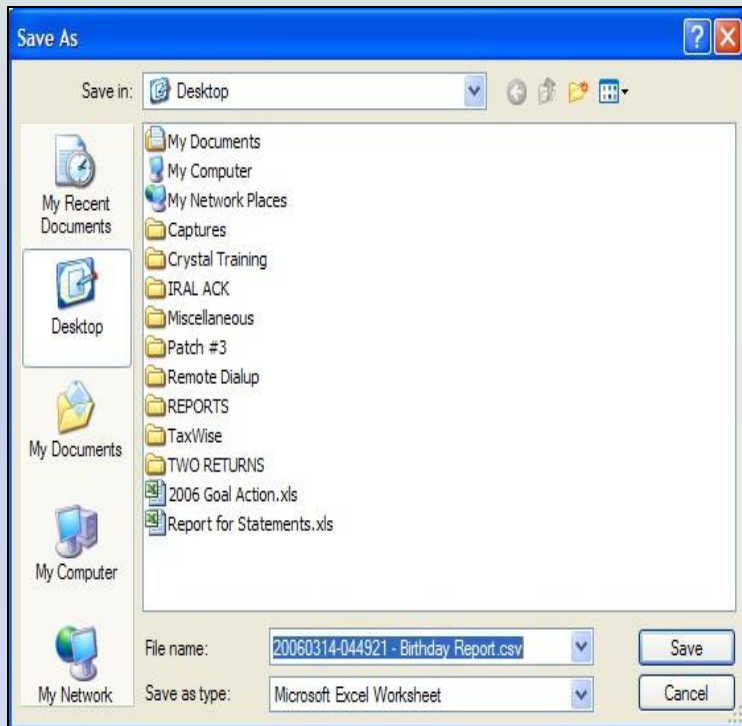 Save As
Save in: Desktop
My Recent
Documents
Desktop
My Documents
My Computer
My Network
My Documents
My Computer
My Network Places
Captures
Crystal Training
IRAL ACK
Miscellaneous
Patch #3
Remote Dialup
REPORTS
TaxWise
TWO RETURNS
2006 Goal Action.xls
Report for Statements.xls
File name: 20060314-044921 - Birthday Report.csv Save
Save as type: Microsoft Excel Worksheet Cancel